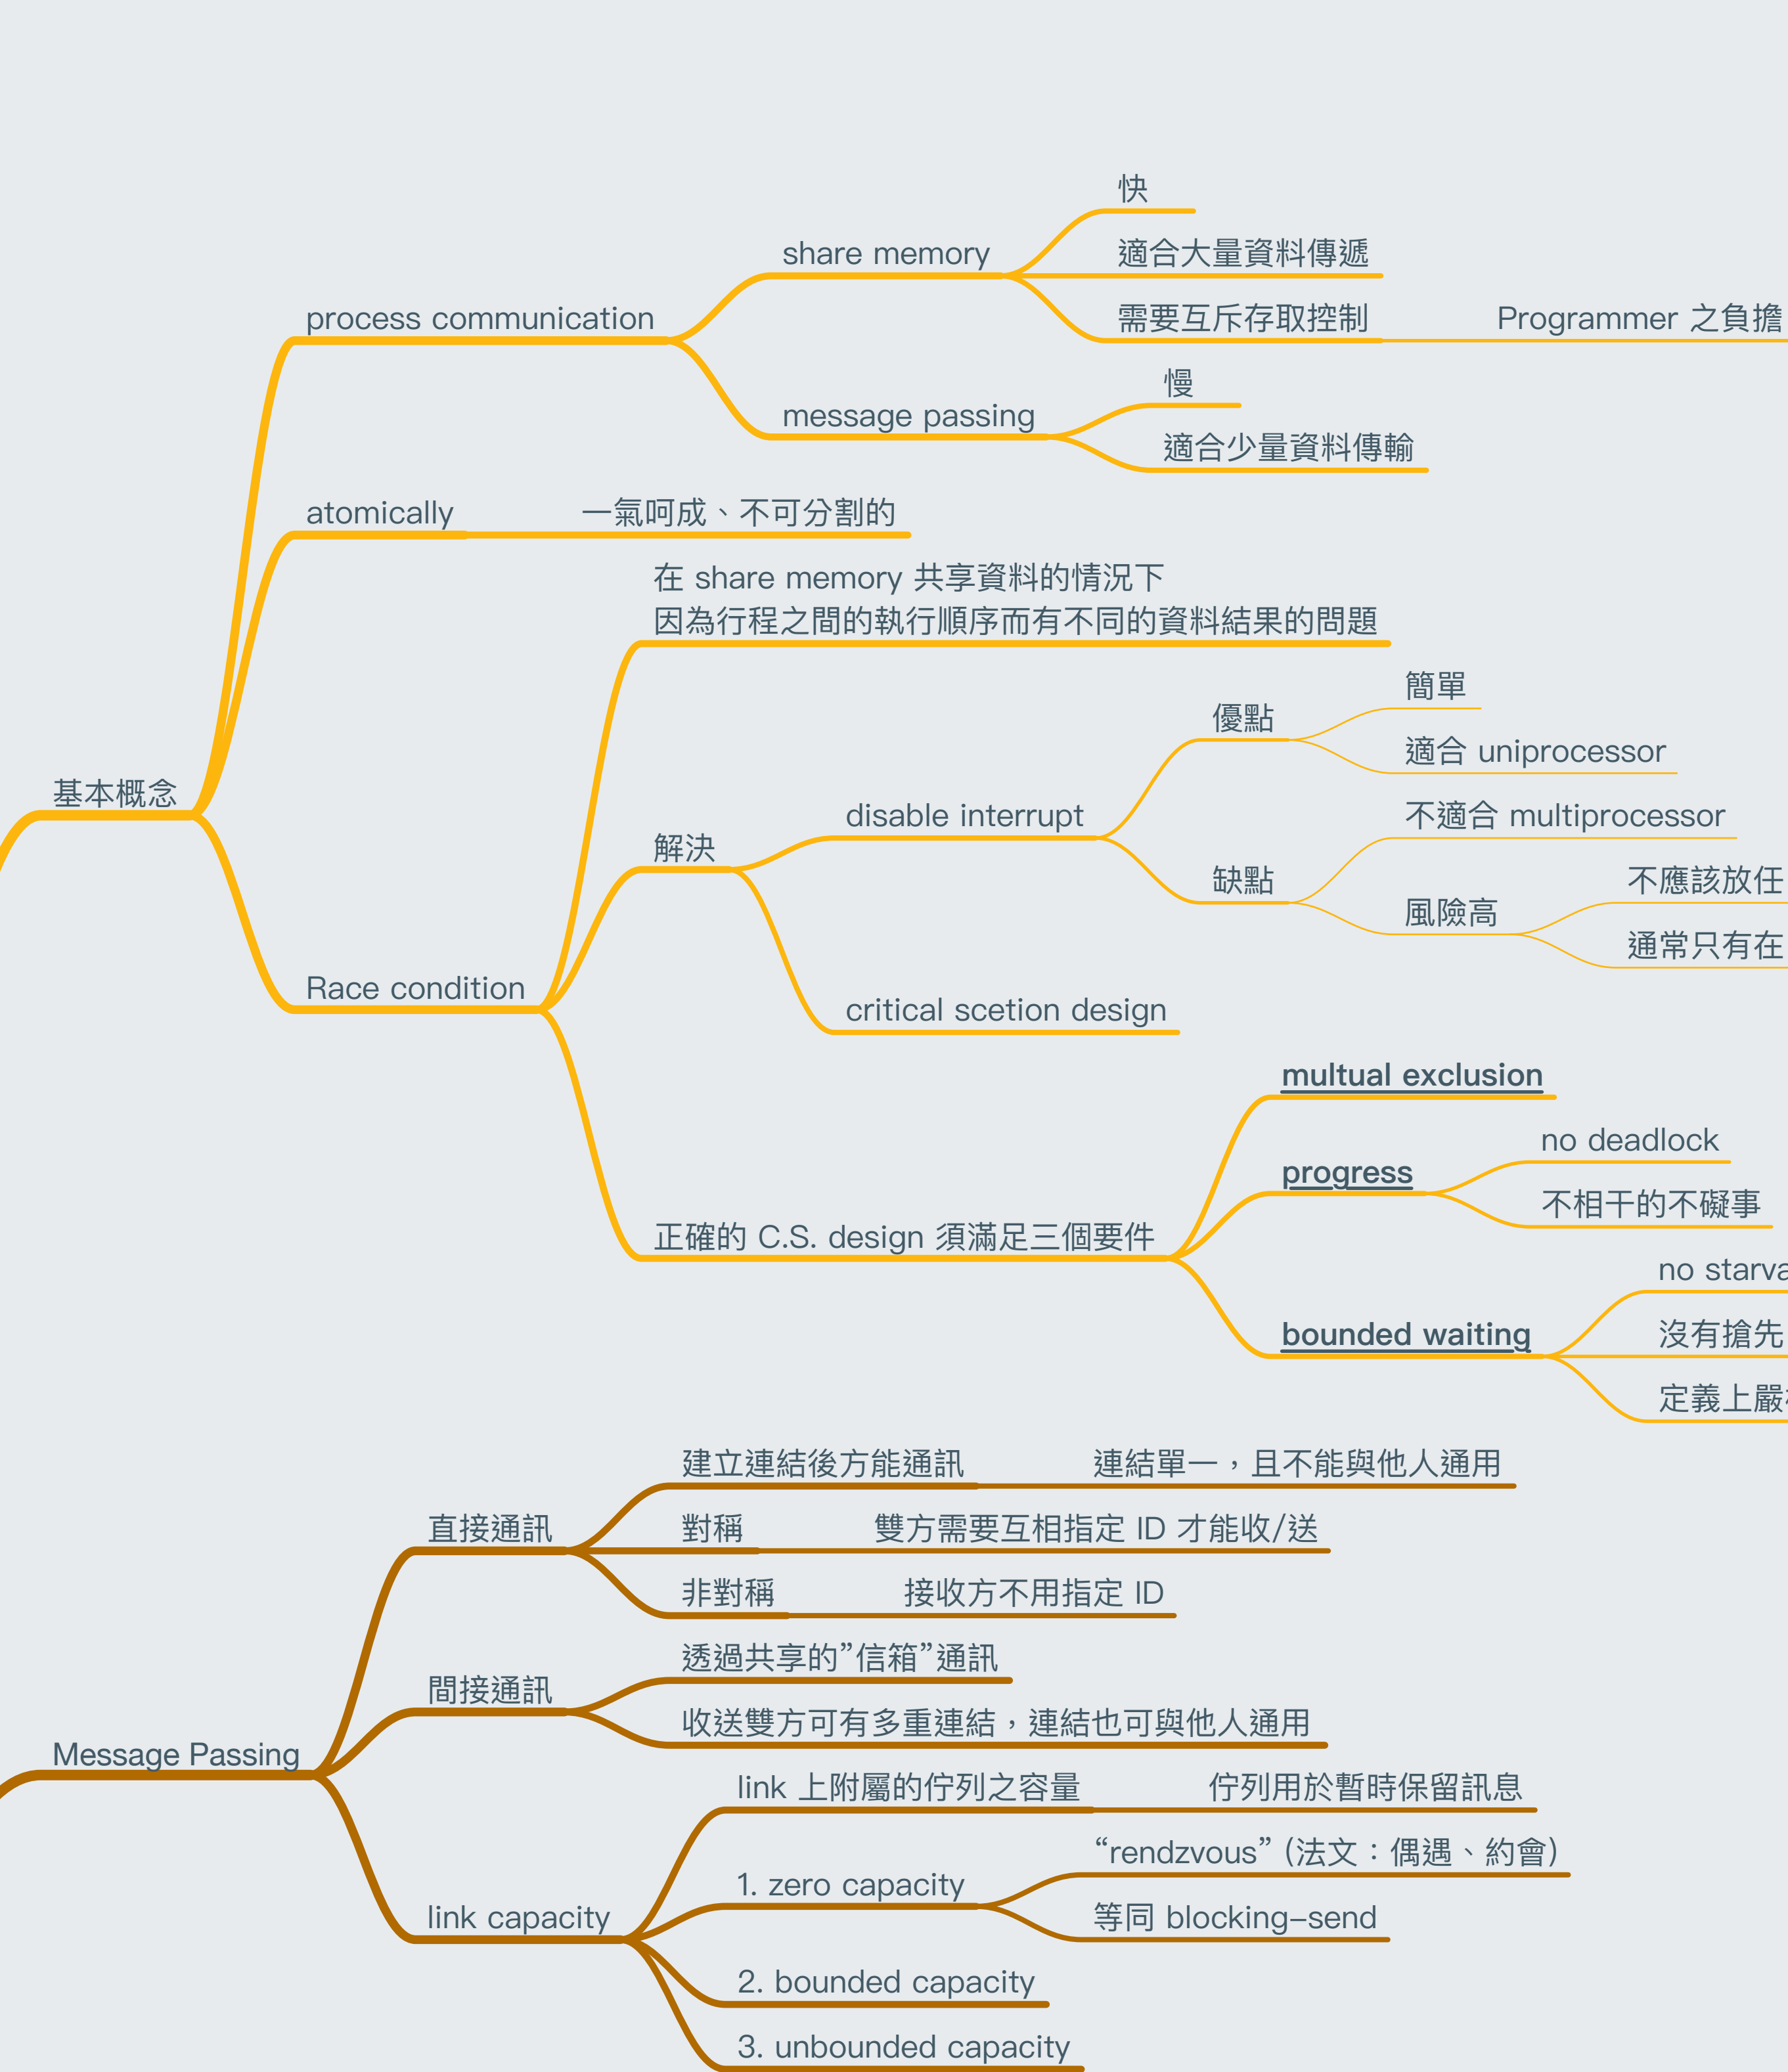 快
share memory
適合大量資料傳遞
process communication
需要互斥存取控制
Programmer 之負擔
慢
message passing
適合少量資料傳輸
atomically
一氣呵成、不可分割的
在 share memory 共享資料的情況下
因為行程之間的執行順序而有不同的資料結果的問題
簡單
優點
適合 uniprocessor
基本概念
disable interrupt
不適合 multiprocessor
解決
缺點
不應該放任
風險高
通常只有在
Race condition
critical scetion design
multual exclusion
no deadlock
progress
不相干的不礙事
正確的 C.S. design 須滿足三個要件
no
bounded waiting
沒有搶先
定義上嚴
建立連結後方能通訊
連結單一，且不能與他人通用
直接通訊
對稱
雙方需要互相指定 ID 才能收/送
非對稱
接收方不用指定 ID
透過共享的”信箱”通訊
間接通訊
收送雙方可有多重連結，連結也可與他人通用
Message Passing
link 上附屬的佇列之容量
佇列用於暫時保留訊息
“rendzvous” (法文：偶遇、約會)
1. zero capacity
等同 blocking–send
link capacity
2. bounded capacity
3. unbounded capacity